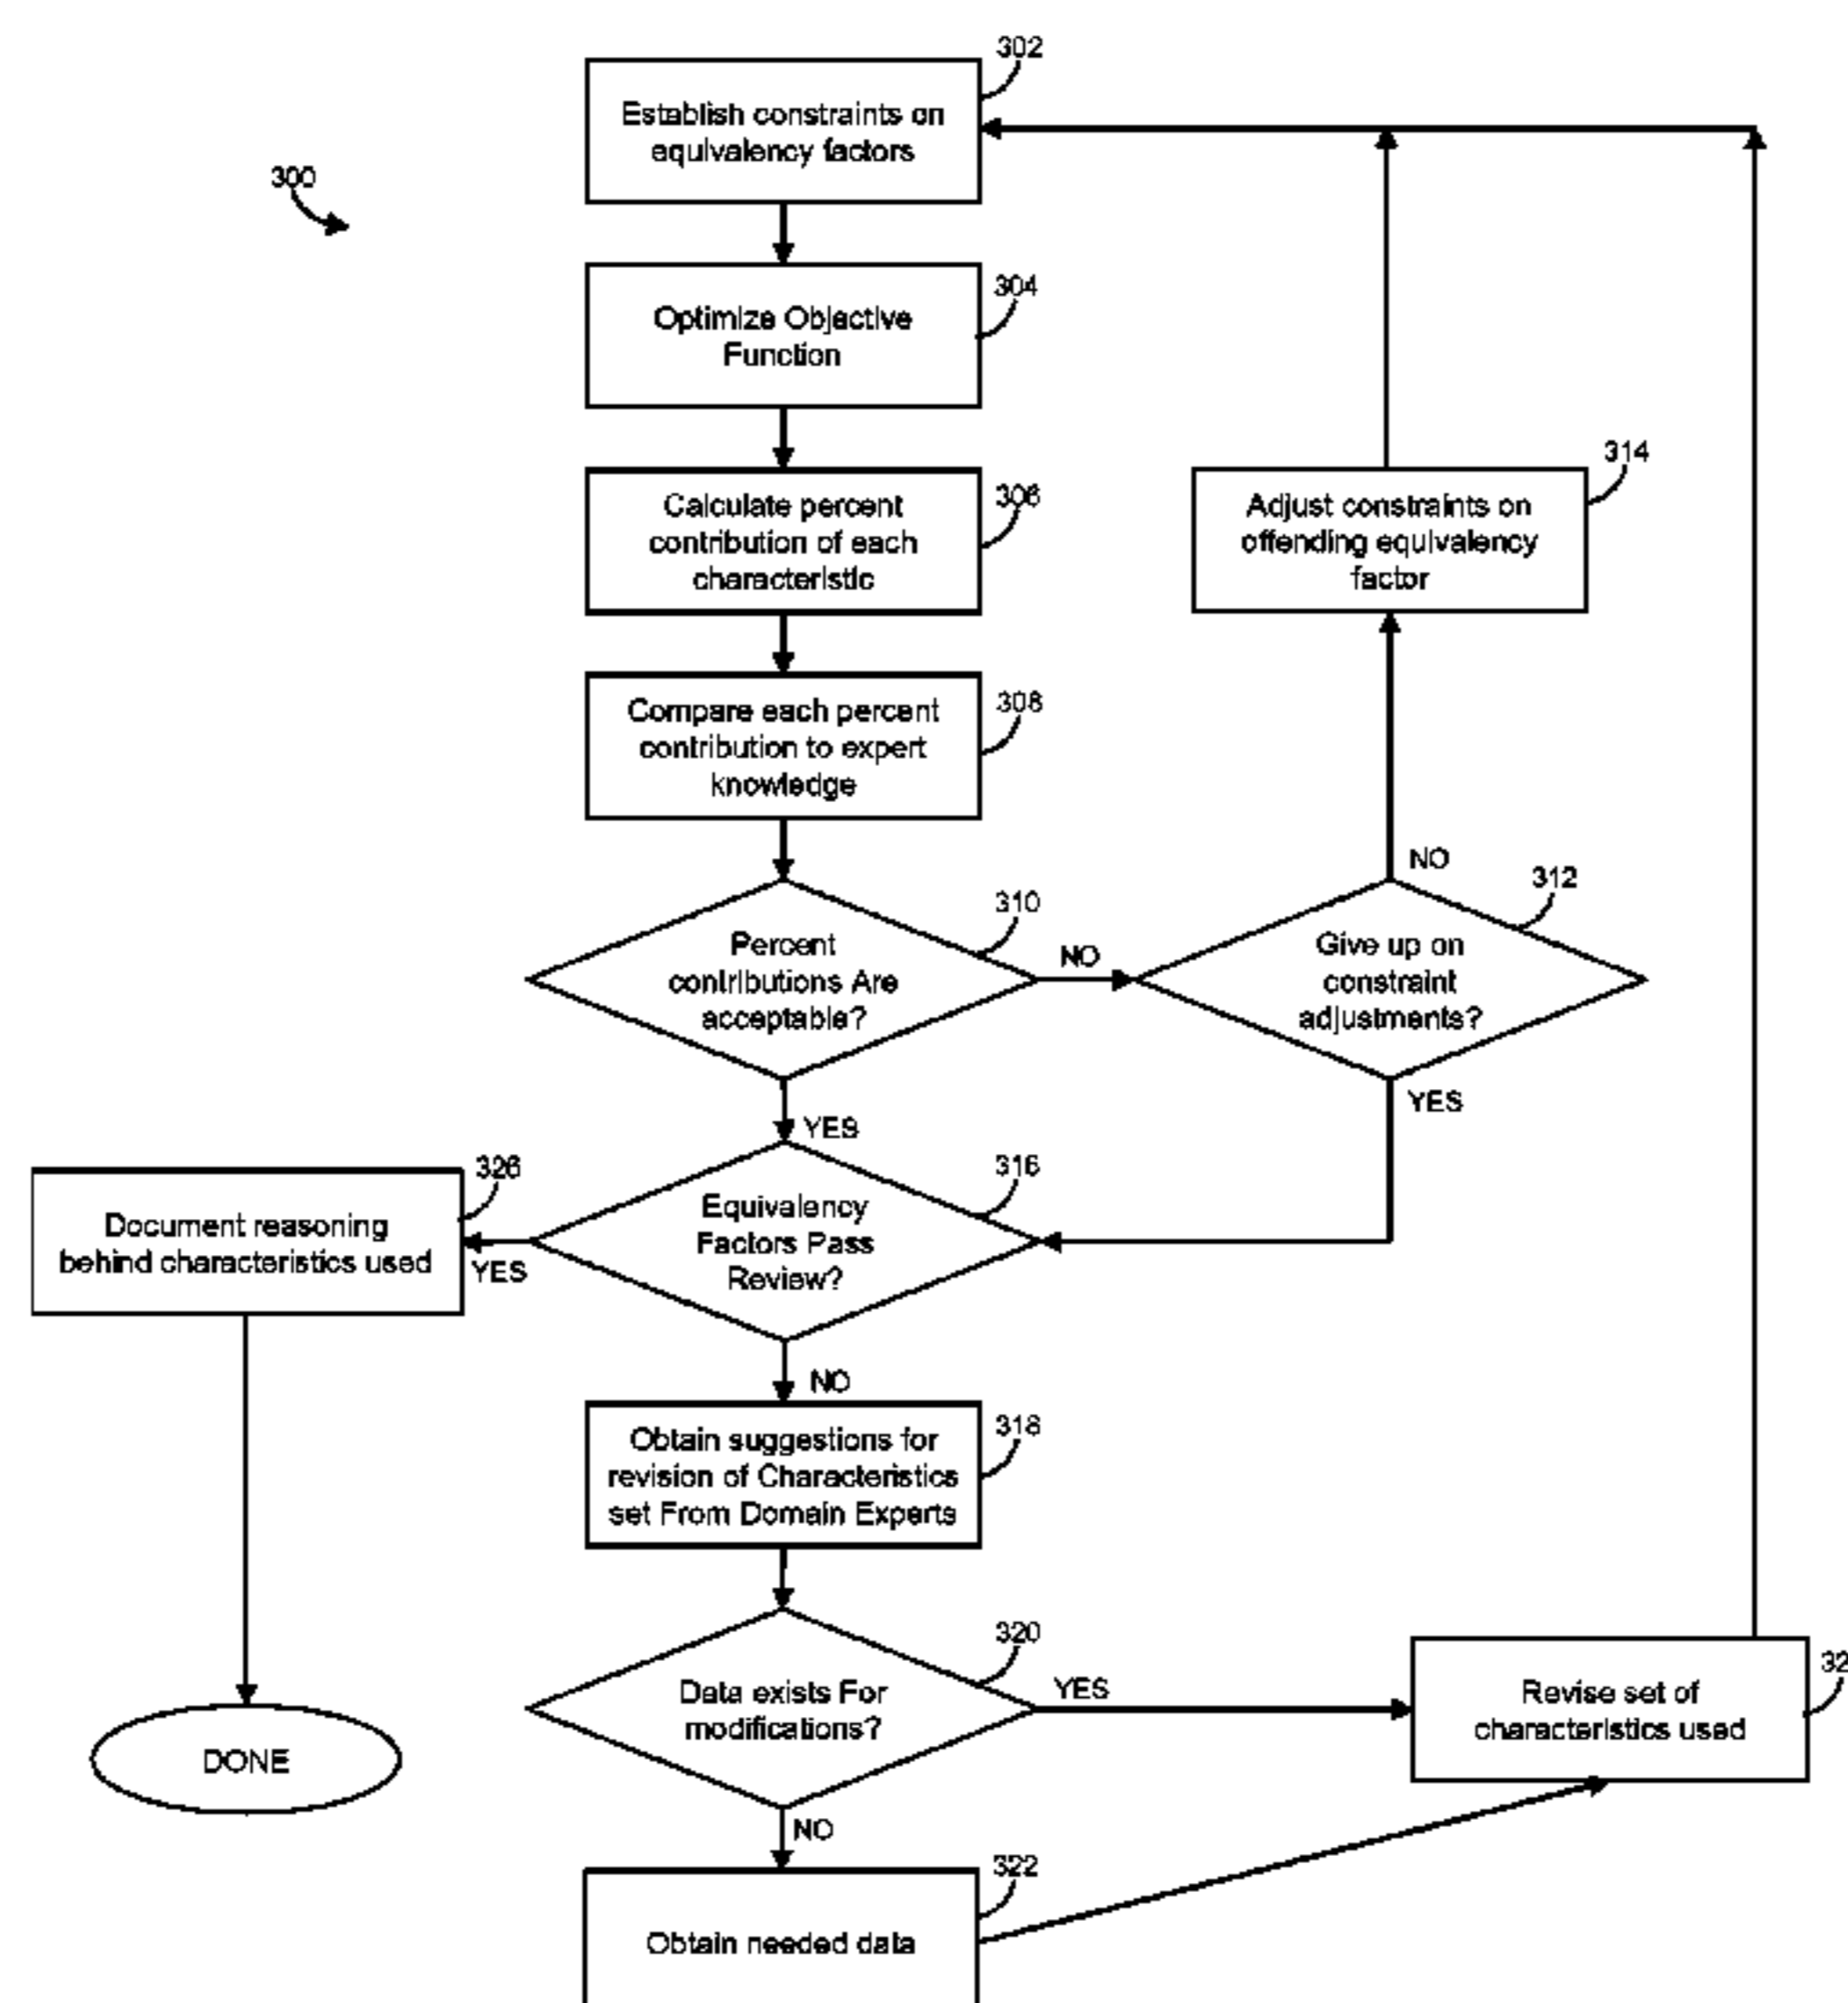 302
Establish constraints on
equivalency factors
300
304
Optimize Objective
Function
306
Calculate percent
contribution of each
characteristic
314
Adjust constraints on
offending equivalency
factor
308
Compare each percent
contribution to expert
knowledge
NO
310
312
Percent
contributions Are
acceptable?
NO
Give up on
constraint
adjustments?
YES
YES
326
316
Document reasoning
behind characteristics used
YES
Equivalency
Factors Pass
Review?
NO
318
Obtain suggestions for
revision of Characteristics
set From Domain Experts
320
Data exists For
modifications?
YES
Revise set of
characteristics used
DONE
NO
322
Obtain needed data